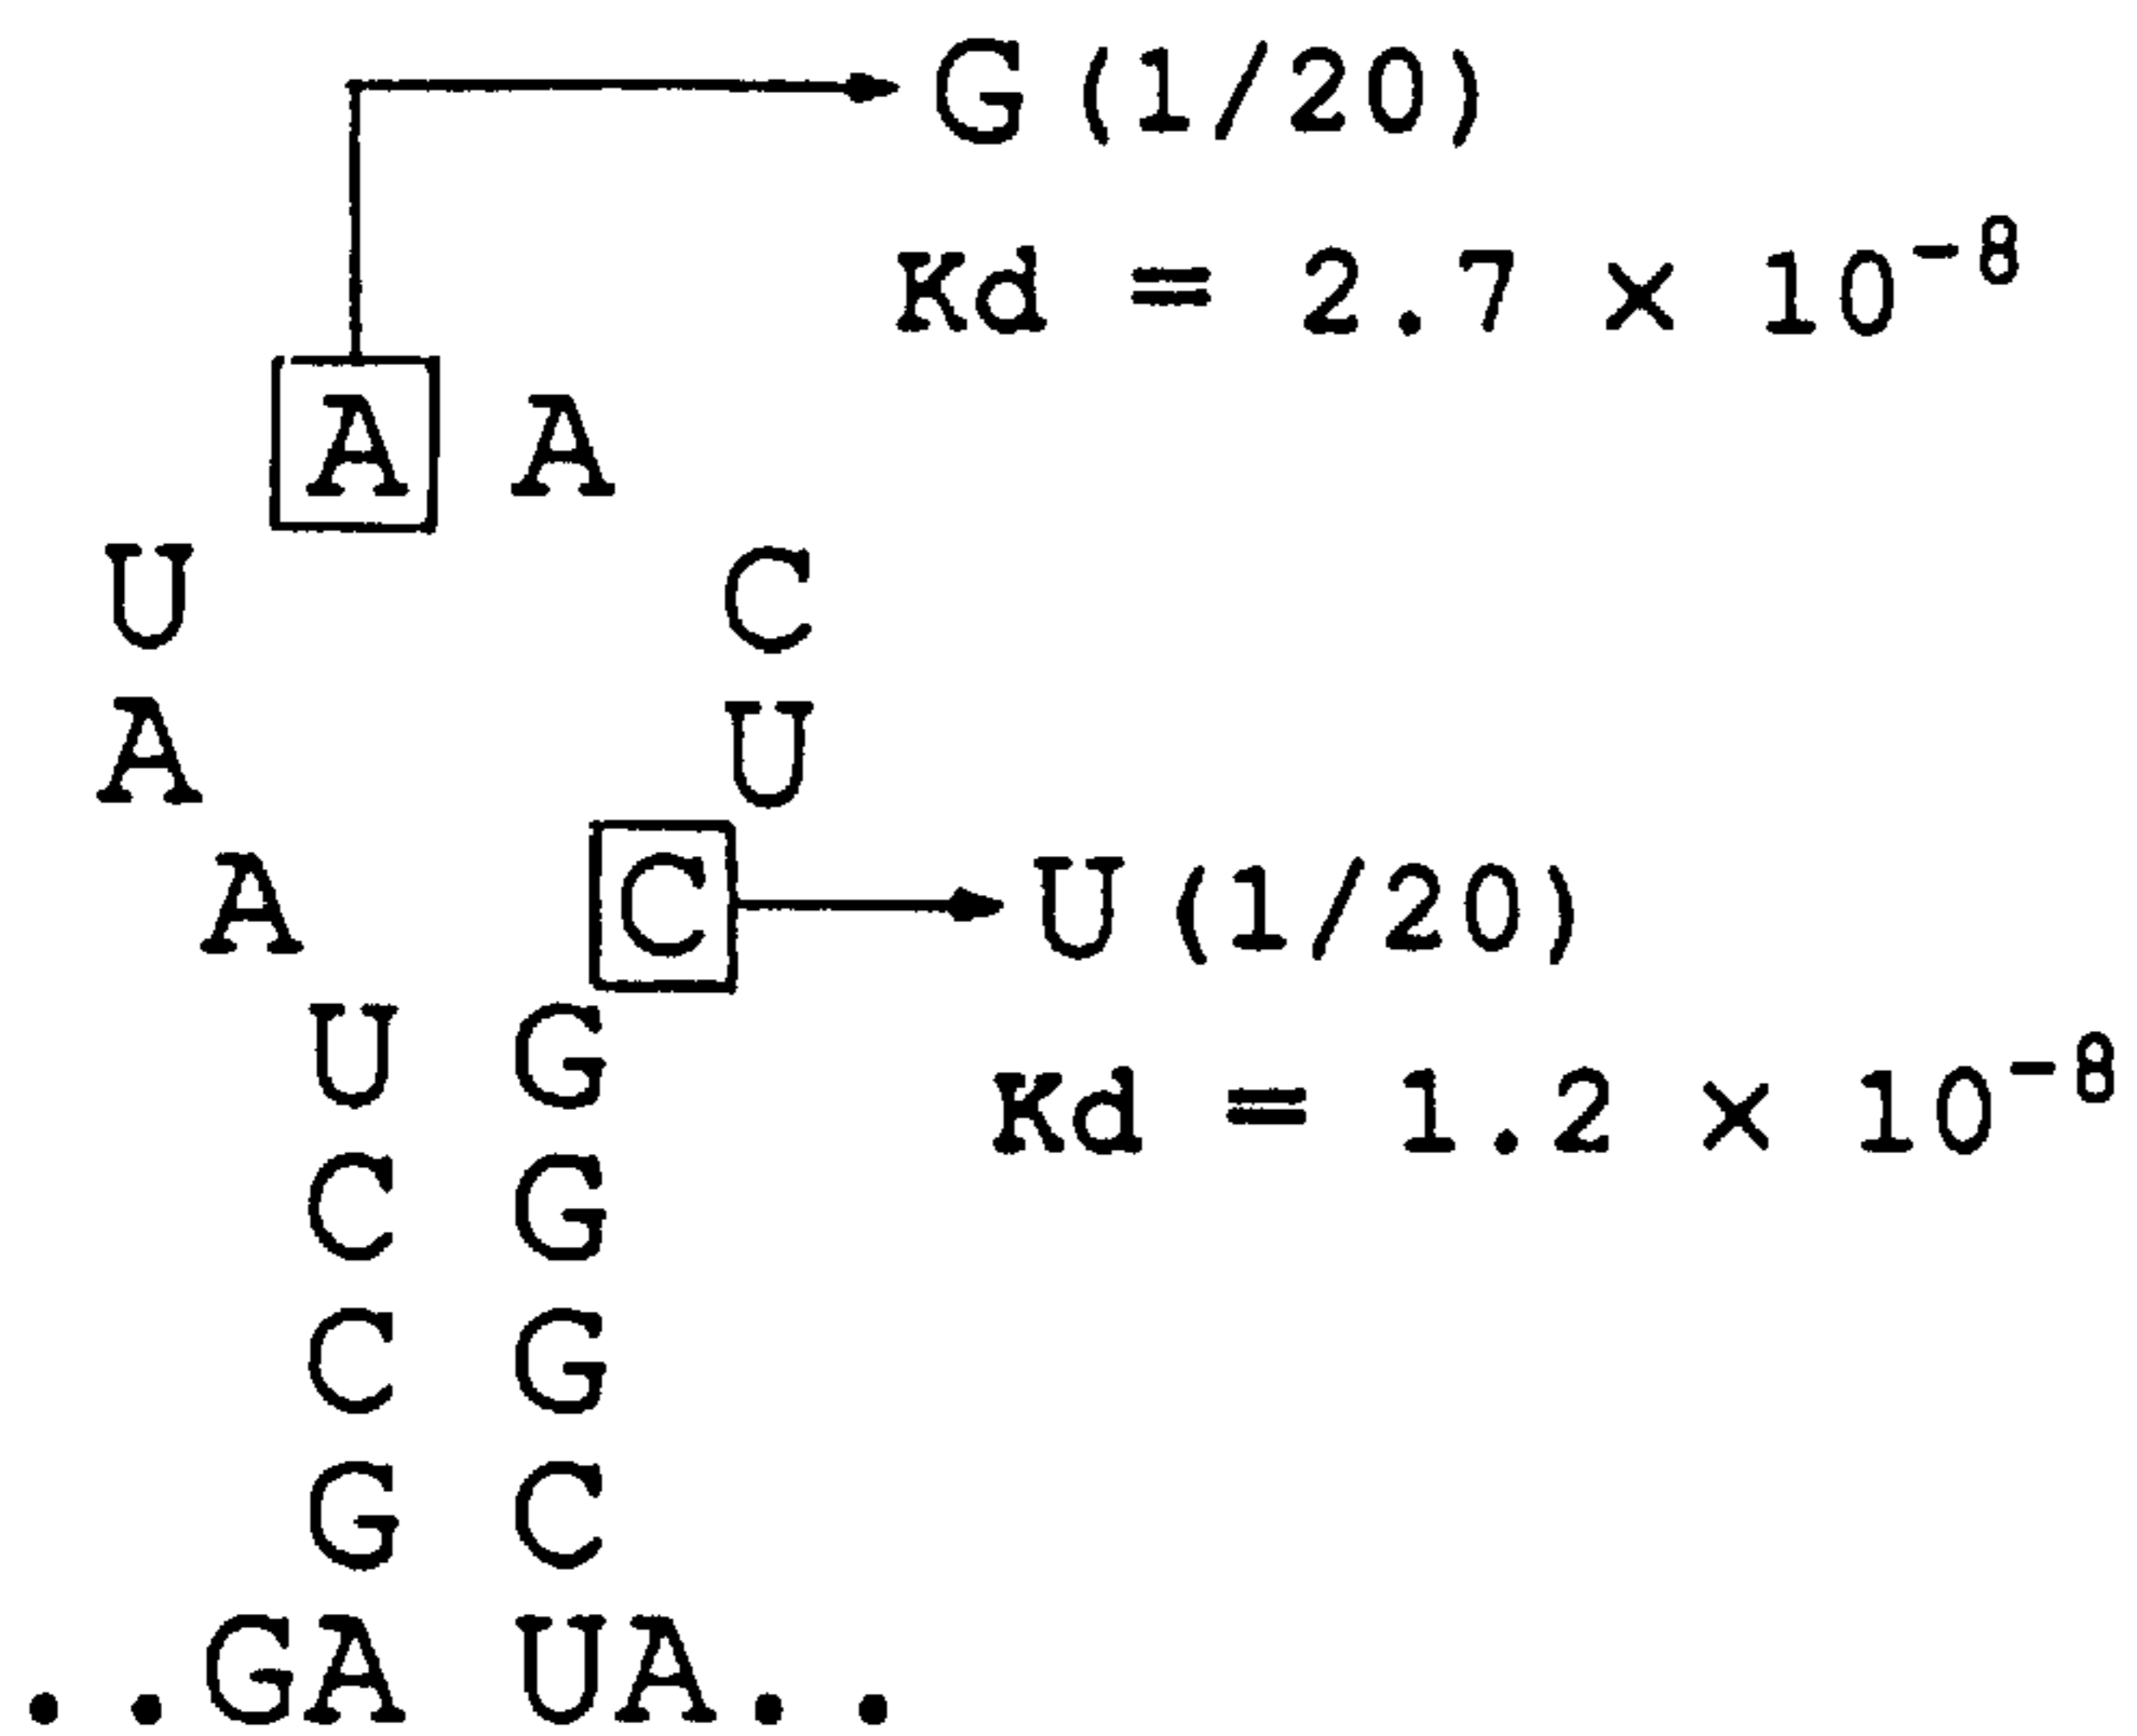 G (1/20)
Kd = 2.7 × 10⁻⁸
A A
U C
A U
A C U (1/20)
U G
Kd = 1.2 × 10⁻⁸
C G
C G
G C
..GA UA..